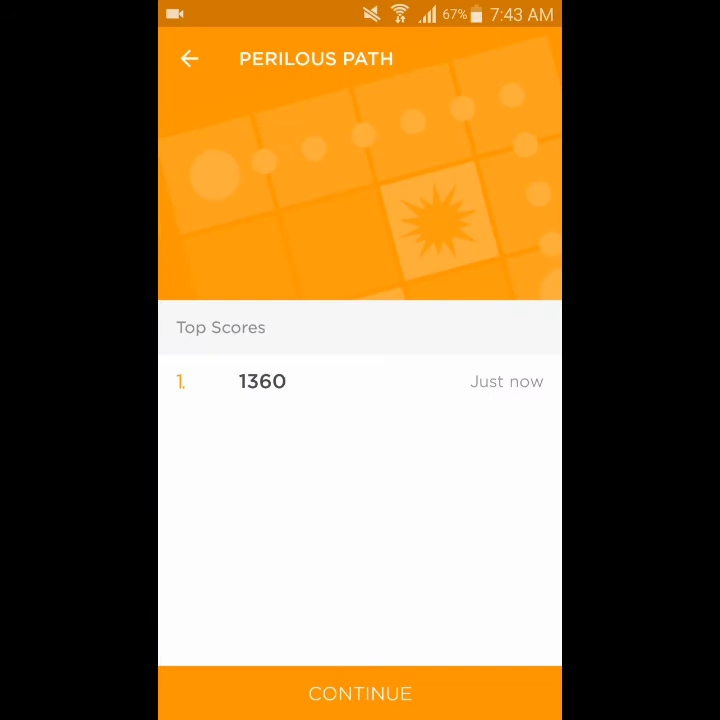 67% 7:43 AM
PERILOUS PATH
Top Scores
1. 1360 Just now
CONTINUE